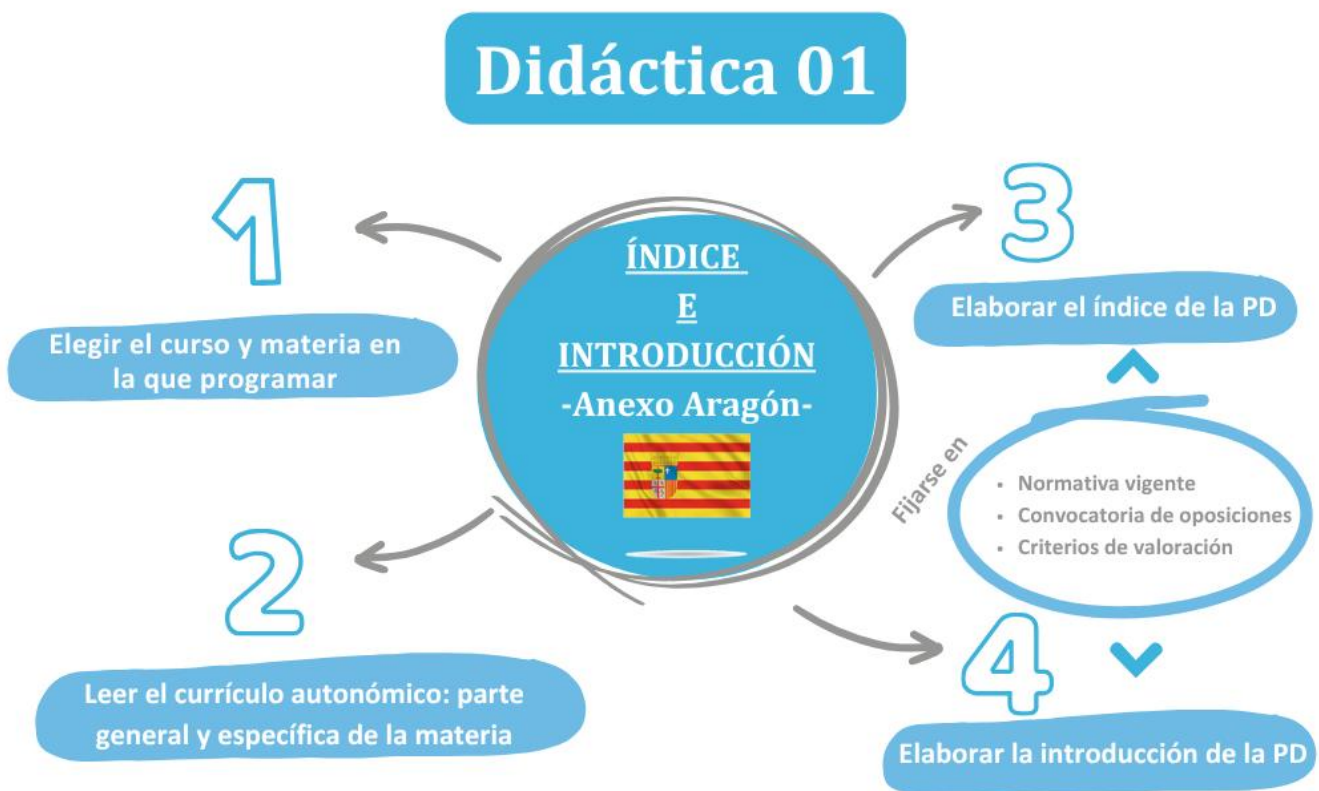 Didáctica 01
1
Elegir el curso y materia en
la que programar
2
Leer el currículo autonómico: parte
general y específica de la materia
ÍNDICE
E
INTRODUCCIÓN
-Anexo Aragón-
3
Elaborar el índice de la PD
Fijarse en
• Normativa vigente
• Convocatoria de oposiciones
• Criterios de valoración
4
Elaborar la introducción de la PD